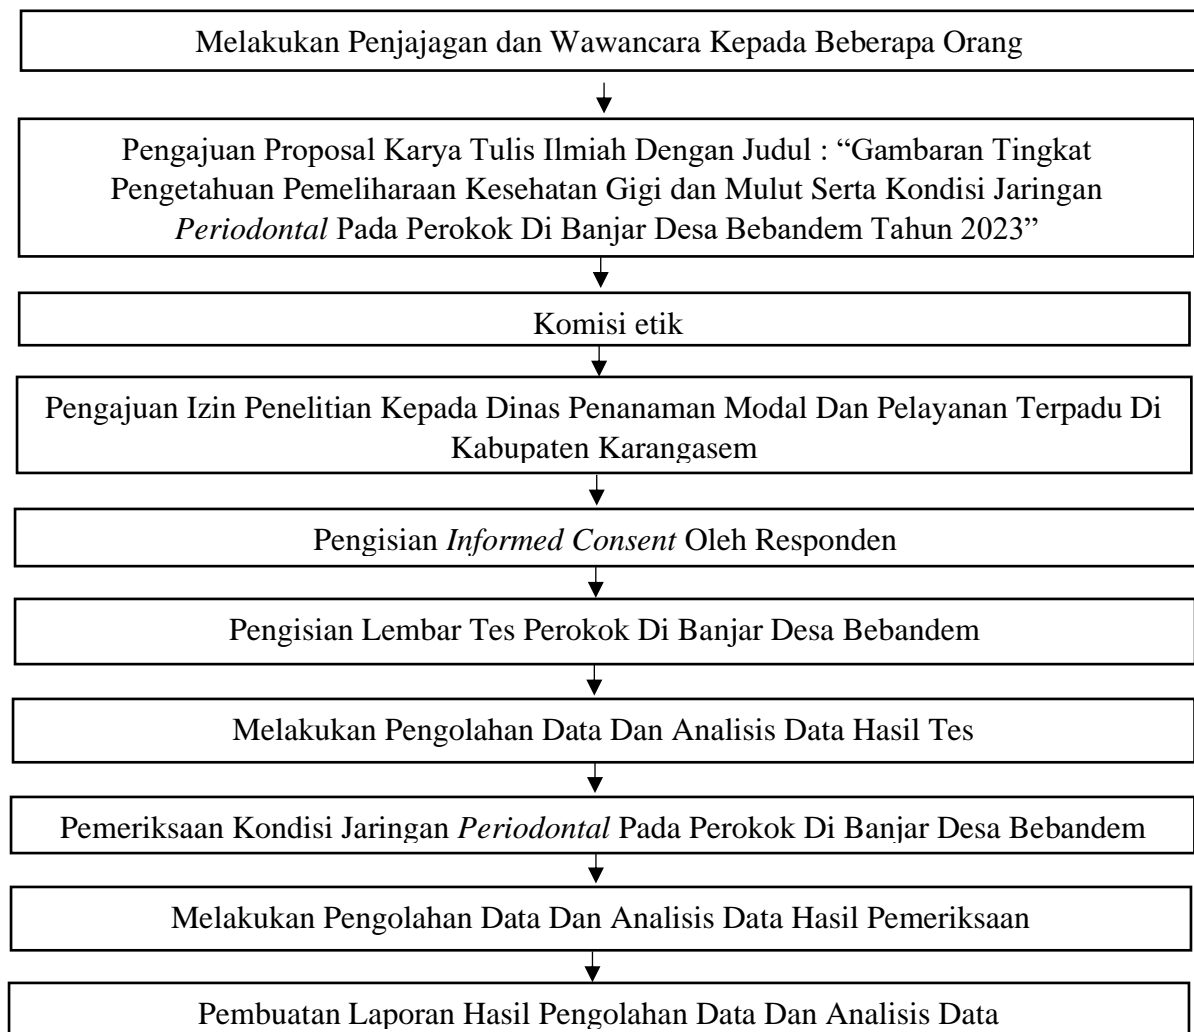 Melakukan Penjajagan dan Wawancara Kepada Beberapa Orang
Pengajuan Proposal Karya Tulis Ilmiah Dengan Judul : “Gambaran Tingkat
Pengetahuan Pemeliharaan Kesehatan Gigi dan Mulut Serta Kondisi Jaringan
Periodontal Pada Perokok Di Banjar Desa Bebandem Tahun 2023”
Komisi etik
Pengajuan Izin Penelitian Kepada Dinas Penanaman Modal Dan Pelayanan Terpadu Di
Kabupaten Karangasem
Pengisian Informed Consent Oleh Responden
Pengisian Lembar Tes Perokok Di Banjar Desa Bebandem
Melakukan Pengolahan Data Dan Analisis Data Hasil Tes
Pemeriksaan Kondisi Jaringan Periodontal Pada Perokok Di Banjar Desa Bebandem
Melakukan Pengolahan Data Dan Analisis Data Hasil Pemeriksaan
Pembuatan Laporan Hasil Pengolahan Data Dan Analisis Data